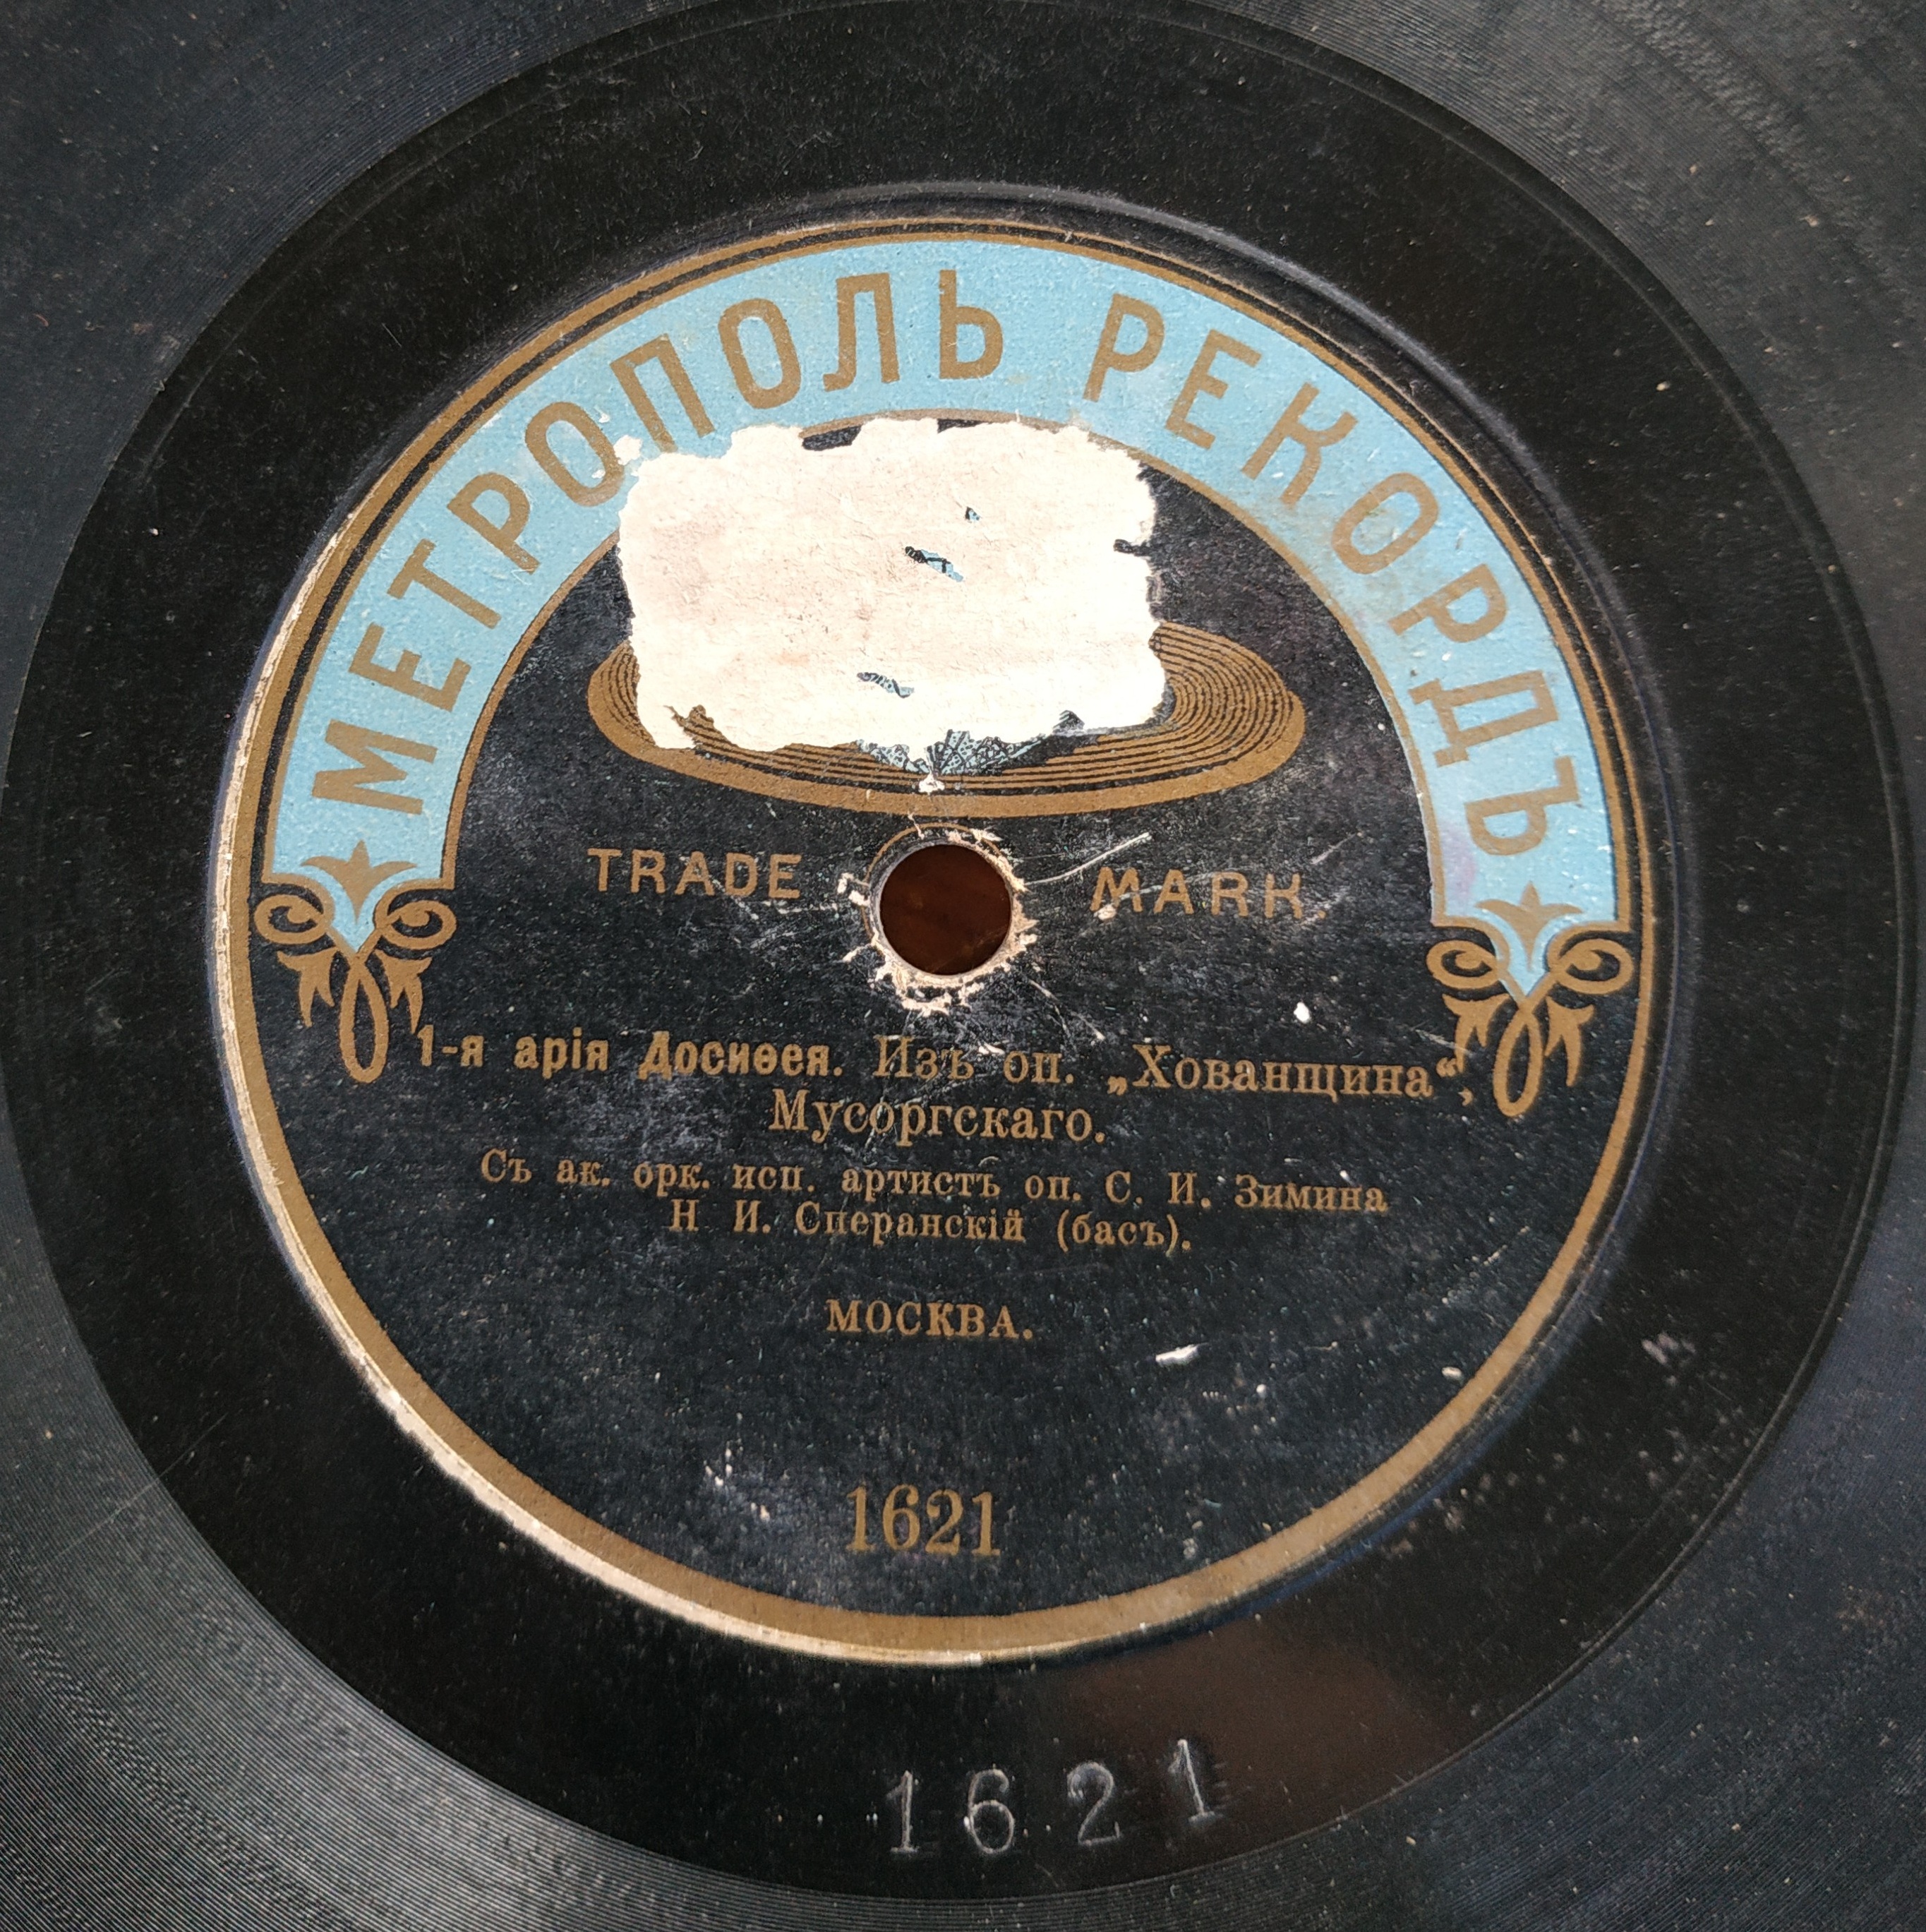 МЕТРОПОЛЬ РЕКОРДЪ
TRADE MARK.
1-я арія Досиѳея. Изъ оп. „Хованщина“,
Мусоргскаго.
Съ ак. орк. исп. артистъ оп. С. И. Зимина
Н И. Сперанскій (басъ).
МОСКВА.
1621
1621